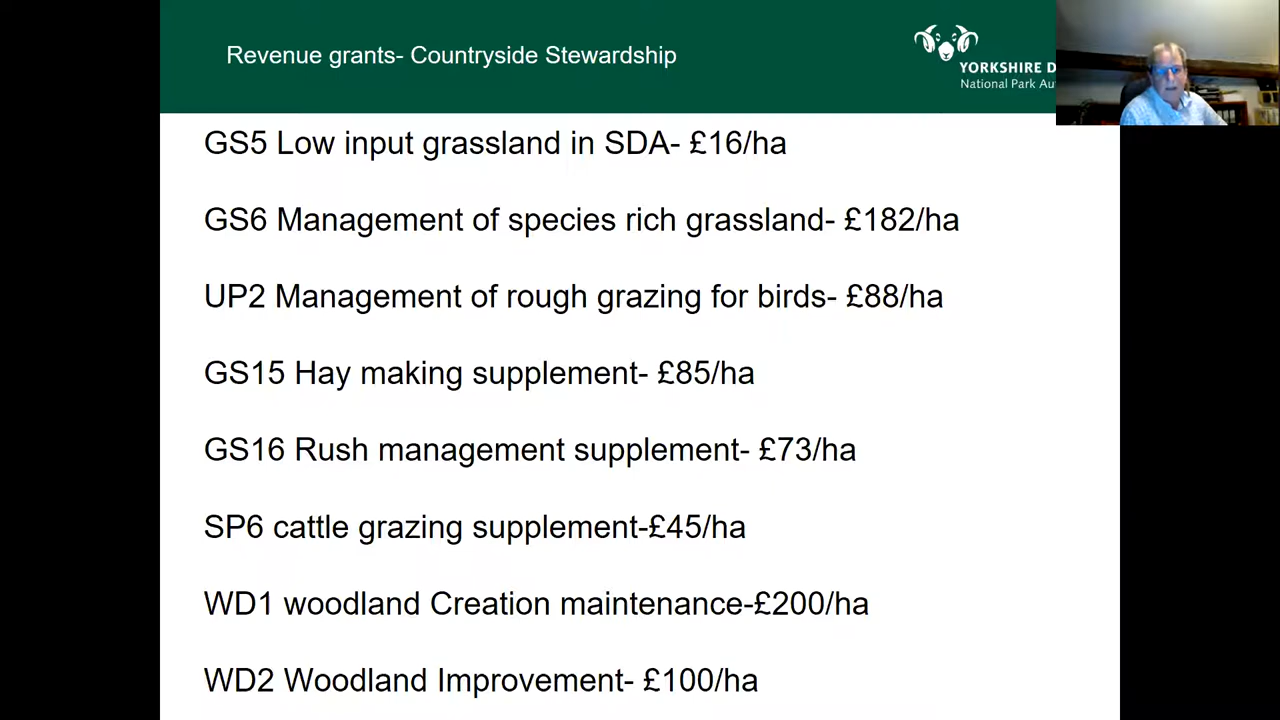 Revenue grants- Countryside Stewardship
YORKSHIRE D
National Park Au
GS5 Low input grassland in SDA- £16/ha
GS6 Management of species rich grassland- £182/ha
UP2 Management of rough grazing for birds- £88/ha
GS15 Hay making supplement- £85/ha
GS16 Rush management supplement- £73/ha
SP6 cattle grazing supplement-£45/ha
WD1 woodland Creation maintenance-£200/ha
WD2 Woodland Improvement- £100/ha